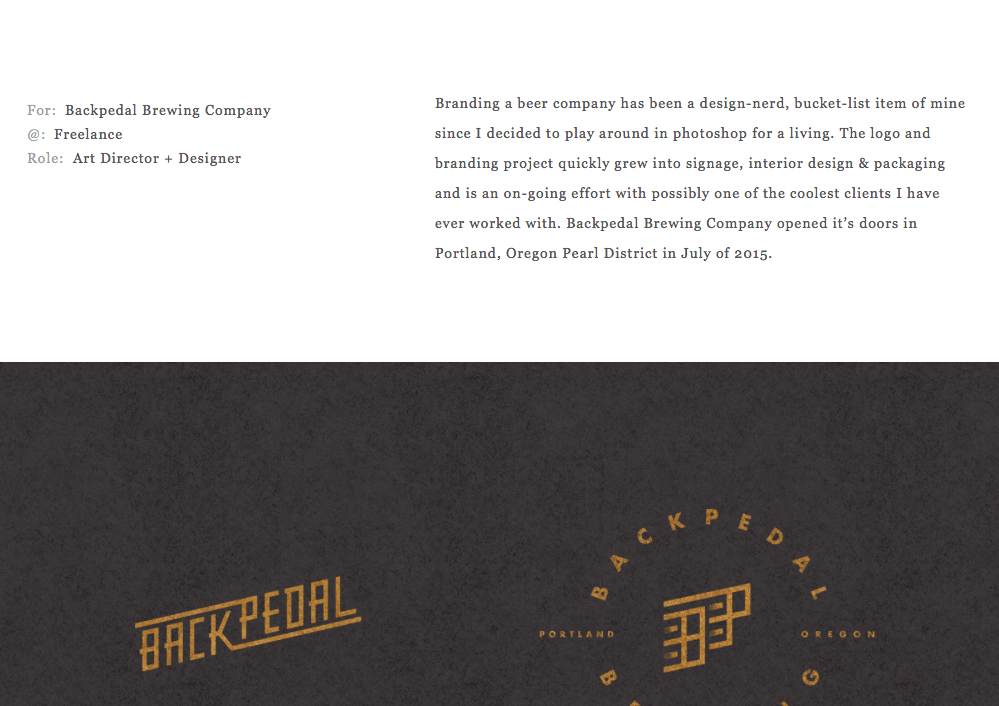 For: Backpedal Brewing Company
@: Freelance
Role: Art Director + Designer
Branding a beer company has been a design-nerd, bucket-list item of mine
since I decided to play around in photoshop for a living. The logo and
branding project quickly grew into signage, interior design & packaging
and is an on-going effort with possibly one of the coolest clients I have
ever worked with. Backpedal Brewing Company opened it’s doors in
Portland, Oregon Pearl District in July of 2015.
BACKPEDAL
BACKPEDAL
BP
PORTLAND
OREGON